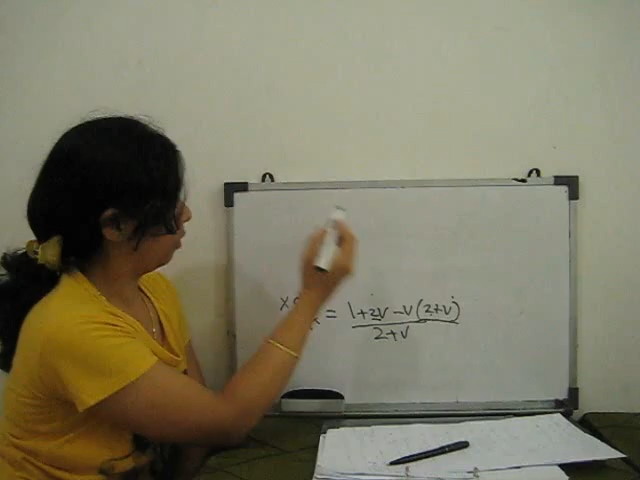 x = 1+2v-v(2+v)
2+v